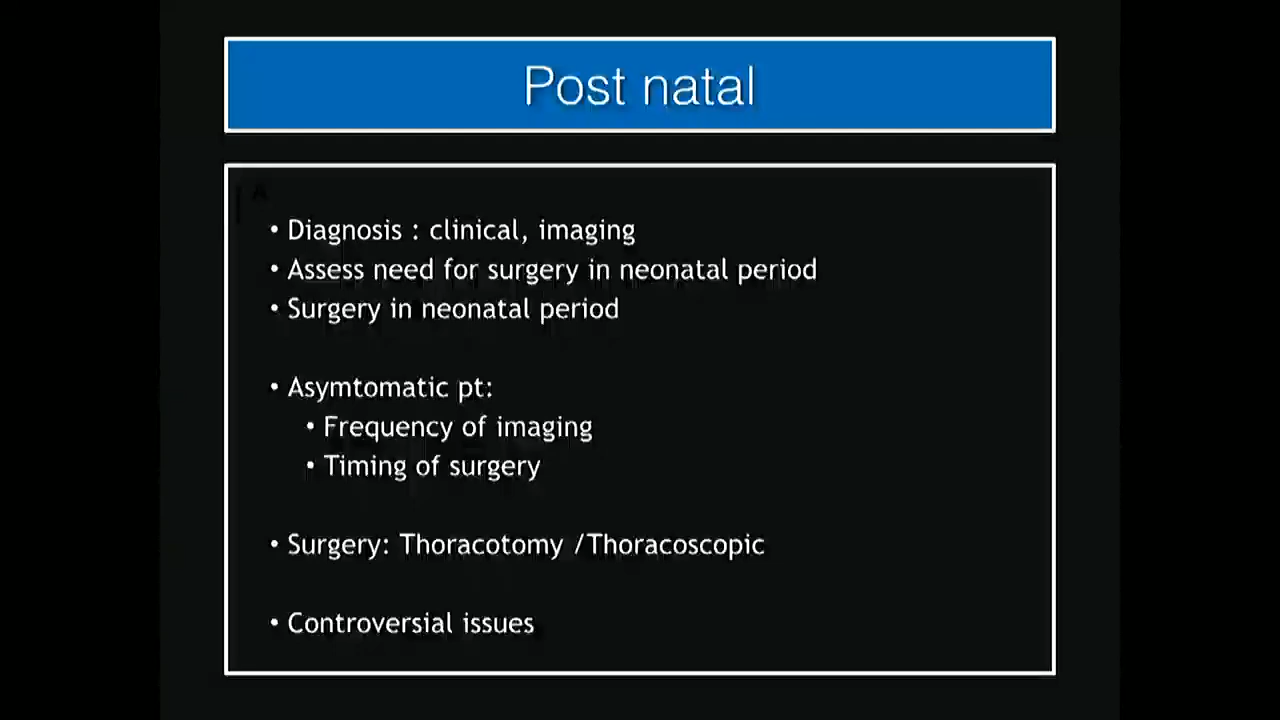 Post natal
• Diagnosis : clinical, imaging
• Assess need for surgery in neonatal period
• Surgery in neonatal period
• Asymtomatic pt:
• Frequency of imaging
• Timing of surgery
• Surgery: Thoracotomy /Thoracoscopic
• Controversial issues